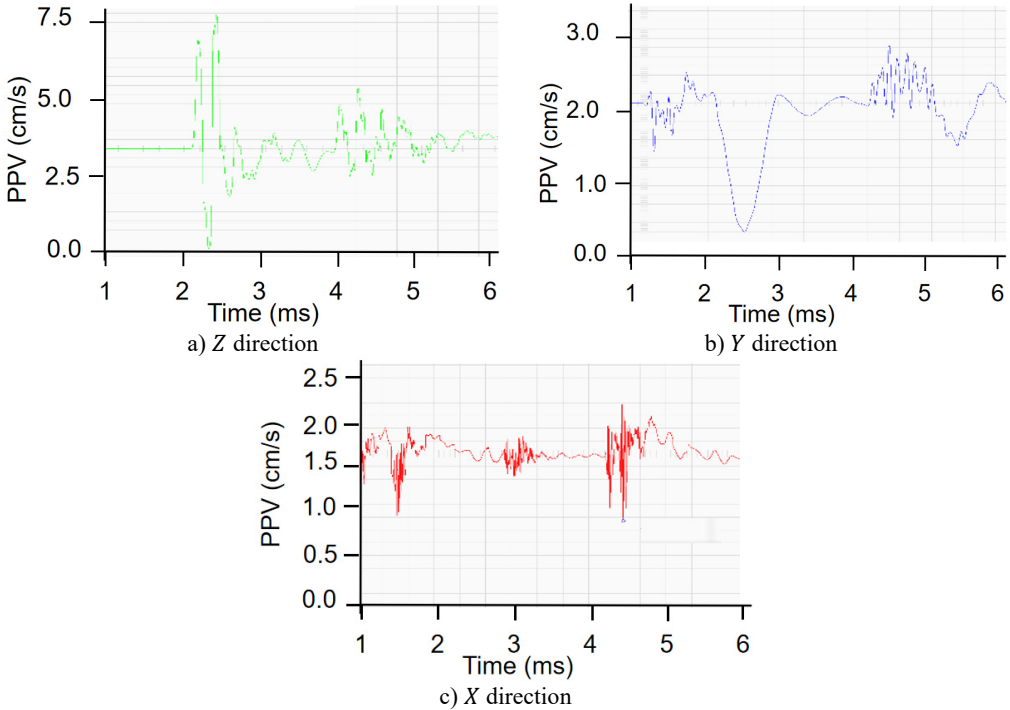 7.5
5.0
2.5
0.0
PPV (cm/s)
1 2 3 4 5 6
Time (ms)
a) Z direction
3.0
2.0
1.0
0.0
PPV (cm/s)
1 2 3 4 5 6
Time (ms)
b) Y direction
2.5
2.0
1.5
1.0
0.5
0.0
PPV (cm/s)
1 2 3 4 5 6
Time (ms)
c) X direction